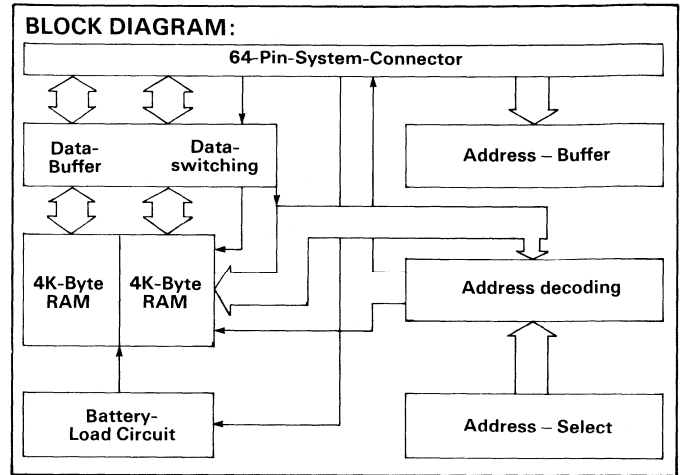 BLOCK DIAGRAM:
64-Pin-System-Connector
Data-
Buffer
Data-
switching
Address – Buffer
4K-Byte
RAM
4K-Byte
RAM
Address decoding
Battery-
Load Circuit
Address – Select